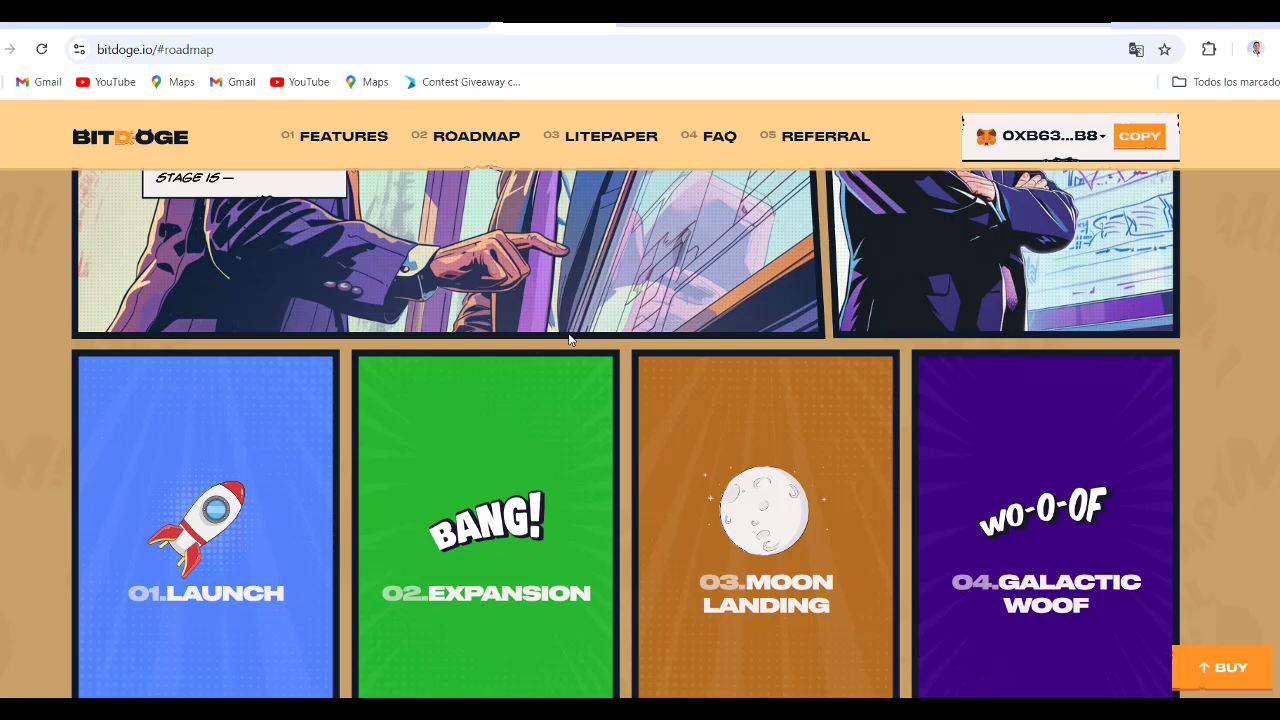 bitdoge.io/#roadmap
Gmail YouTube Maps Gmail YouTube Maps Contest Giveaway c... Todos los marcado
BITDOGE 01 FEATURES 02 ROADMAP 03 LITEPAPER 04 FAQ 05 REFERRAL 0XB63...B8 COPY
STAGE IS —
BANG!
WO-O-OF
01.LAUNCH
02.EXPANSION
03.MOON
LANDING
04.GALACTIC
WOOF
↑ BUY